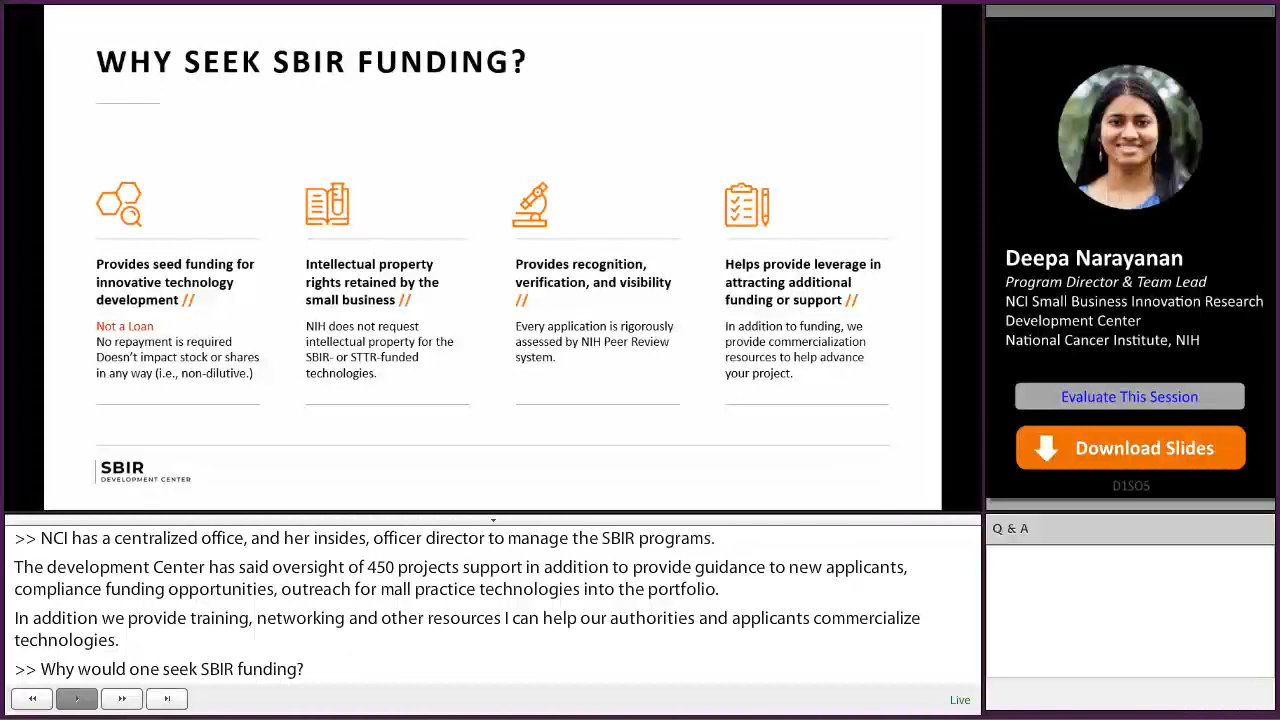 WHY SEEK SBIR FUNDING?
Provides seed funding for
innovative technology
development //
Not a Loan
No repayment is required
Doesn't impact stock or shares
in any way (i.e., non-dilutive.)
Intellectual property
rights retained by the
small business //
NIH does not request
intellectual property for the
SBIR- or STTR-funded
technologies.
Provides recognition,
verification, and visibility
//
Every application is rigorously
assessed by NIH Peer Review
system.
Helps provide leverage in
attracting additional
funding or support //
In addition to funding, we
provide commercialization
resources to help advance
your project.
SBIR
DEVELOPMENT CENTER
Deepa Narayanan
Program Director & Team Lead
NCI Small Business Innovation Research
Development Center
National Cancer Institute, NIH
Evaluate This Session
Download Slides
D1SO5
>> NCI has a centralized office, and her insides, officer director to manage the SBIR programs.
The development Center has said oversight of 450 projects support in addition to provide guidance to new applicants,
compliance funding opportunities, outreach for mall practice technologies into the portfolio.
In addition we provide training, networking and other resources I can help our authorities and applicants commercialize
technologies.
>> Why would one seek SBIR funding?
Live
Q & A